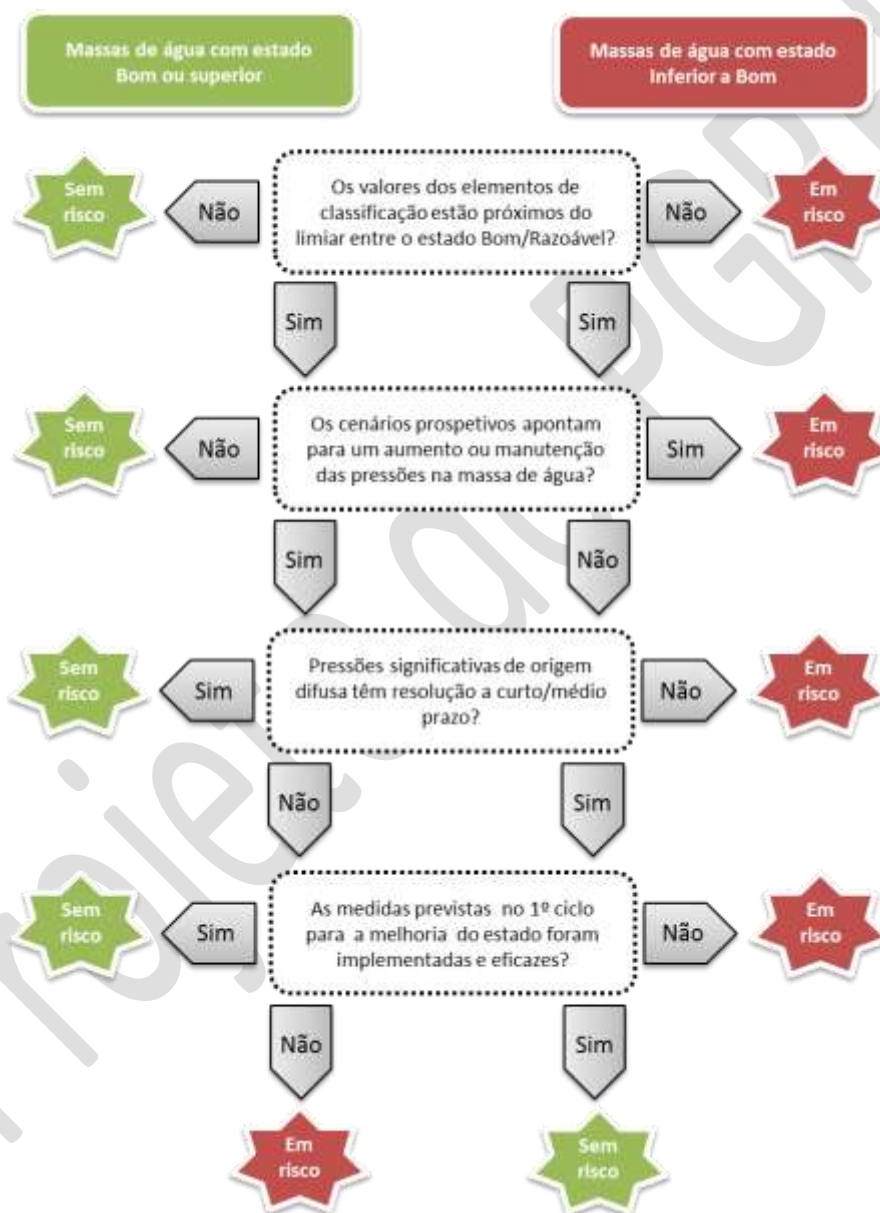 Massas de água com estado
Bom ou superior
Massas de água com estado
Inferior a Bom
Sem
risco
Não
Os valores dos elementos de
classificação estão próximos do
limiar entre o estado Bom/Razoável?
Não
Em
risco
Sim
Sim
Sem
risco
Não
Os cenários prospetivos apontam
para um aumento ou manutenção
das pressões na massa de água?
Sim
Em
risco
Sim
Não
Sem
risco
Sim
Pressões significativas de origem
difusa têm resolução a curto/médio
prazo?
Não
Em
risco
Não
Sim
Sem
risco
Sim
As medidas previstas no 1º ciclo
para a melhoria do estado foram
implementadas e eficazes?
Não
Em
risco
Não
Sim
Em
risco
Sem
risco